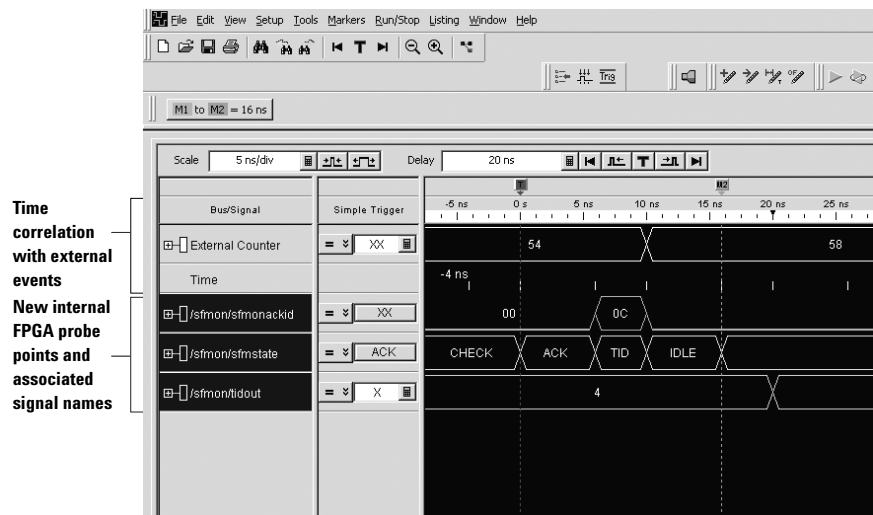 File Edit View Setup Tools Markers Run/Stop Listing Window Help
T
Trig
M1 to M2 = 16 ns
Scale 5 ns/div Delay 20 ns T
T M2
Bus/Signal Simple Trigger -5 ns 0 s 5 ns 10 ns 15 ns 20 ns 25 ns
Time
correlation
with external
events
External Counter = XX 54 58
Time -4 ns
New internal
FPGA probe
points and
associated
signal names
/sfmon/sfmonackid = XX 00 0C
/sfmon/sfmstate = ACK CHECK ACK TID IDLE
/sfmon/tidout = X 4